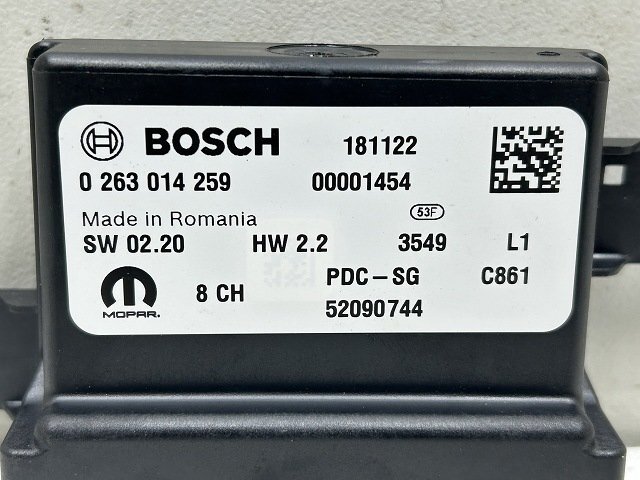 BOSCH 181122
0 263 014 259 00001454
Made in Romania 53F
SW 02.20 HW 2.2 3549 L1
PDC-SG C861
8 CH
MOPAR. 52090744